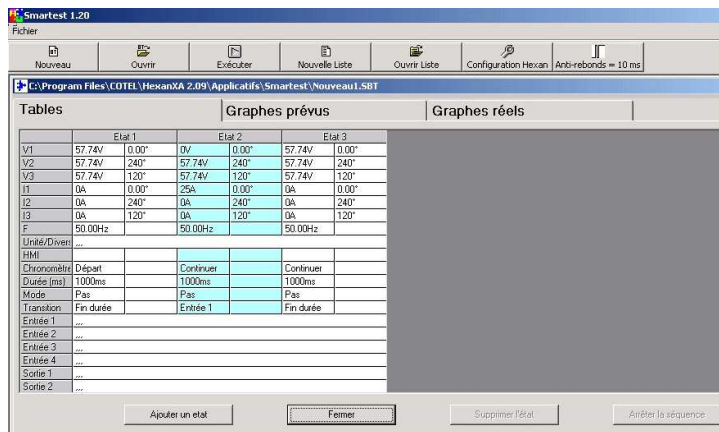 Smartest 1.20
Fichier
Nouveau Ouvrir Exécuter Nouvelle Liste Ouvrir Liste Configuration Hexan Anti-rebonds = 10 ms
C:\Program Files\COTEL\HexanXA 2.09\Applicatifs\Smartest\Nouveau1.SBT
Tables Graphes prévus Graphes réels
Etat 1 Etat 2 Etat 3
V1 57.74V 0.00° 0V 0.00° 57.74V 0.00°
V2 57.74V 240° 57.74V 240° 57.74V 240°
V3 57.74V 120° 57.74V 120° 57.74V 120°
I1 0A 0.00° 25A 0.00° 0A 0.00°
I2 0A 240° 0A 240° 0A 240°
I3 0A 120° 0A 120° 0A 120°
F 50.00Hz 50.00Hz 50.00Hz
Unité/Divers ,,,
HMI
Chronomètre Départ Continuer Continuer
Durée (ms) 1000ms 1000ms 1000ms
Mode Pas Pas Pas
Transition Fin durée Entrée 1 Fin durée
Entrée 1 ,,,
Entrée 2 ,,,
Entrée 3 ,,,
Entrée 4 ,,,
Sortie 1 ,,,
Sortie 2 ,,,
Ajouter un etat Fermer Supprimer l'état Arrêter la séquence